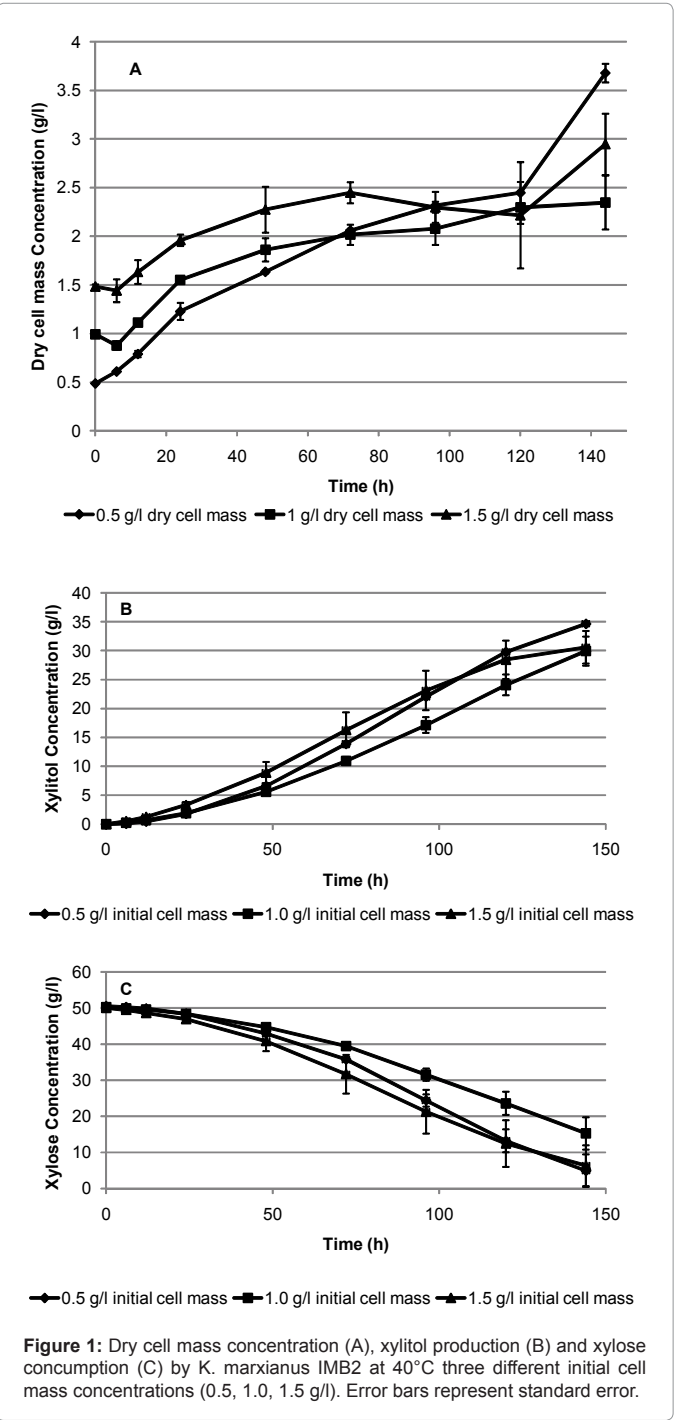 4
3.5
3
2.5
2
1.5
1
0.5
0
A
Dry cell mass Concentration (g/l)
0 20 40 60 80 100 120 140
Time (h)
0.5 g/l dry cell mass 1 g/l dry cell mass 1.5 g/l dry cell mass
40
35
30
25
20
15
10
5
0
B
Xylitol Concentration (g/l)
0 50 100 150
Time (h)
0.5 g/l initial cell mass 1.0 g/l initial cell mass 1.5 g/l initial cell mass
60
50
40
30
20
10
0
C
Xylose Concentration (g/l)
0 50 100 150
Time (h)
0.5 g/l initial cell mass 1.0 g/l initial cell mass 1.5 g/l initial cell mass
Figure 1: Dry cell mass concentration (A), xylitol production (B) and xylose
concumption (C) by K. marxianus IMB2 at 40°C three different initial cell
mass concentrations (0.5, 1.0, 1.5 g/l). Error bars represent standard error.